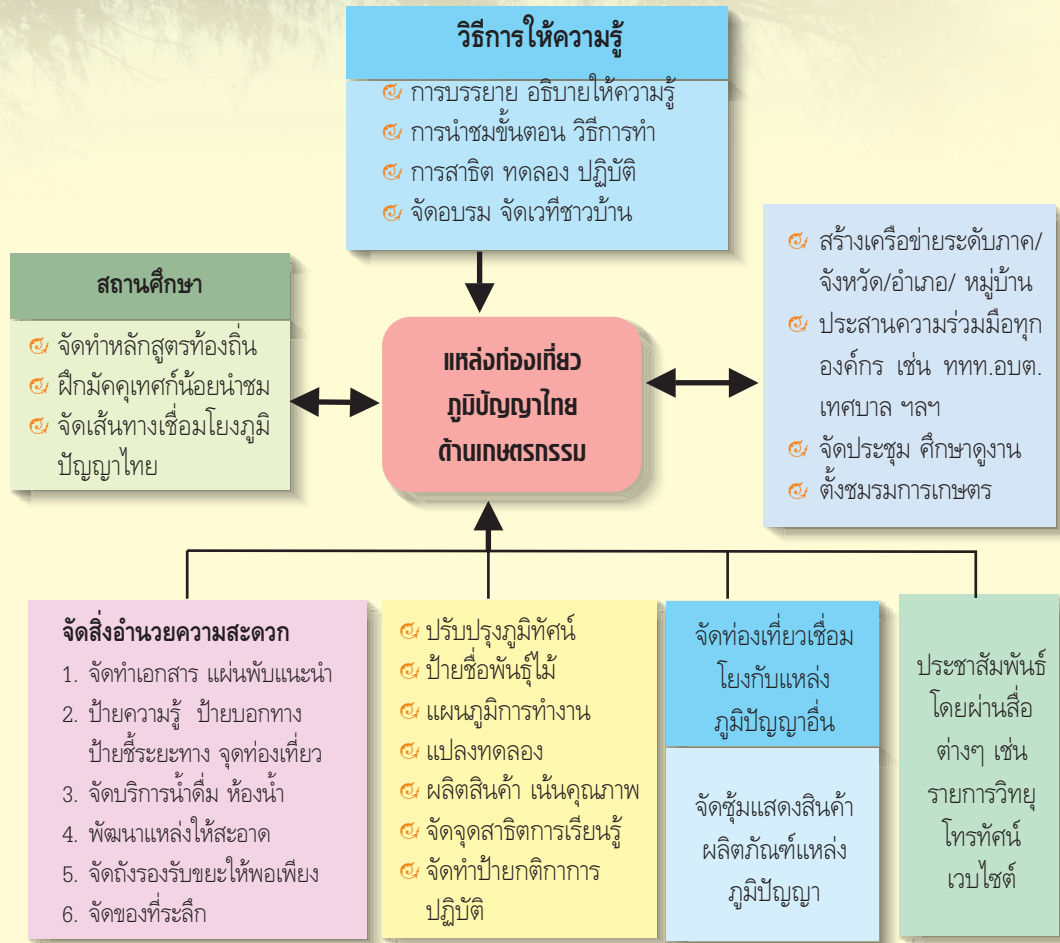 วิธีการให้ความรู้
การบรรยาย อธิบายให้ความรู้
การนำชมขั้นตอน วิธีการทำ
การสาธิต ทดลอง ปฏิบัติ
จัดอบรม จัดเวทีชาวบ้าน
สถานศึกษา
จัดทำหลักสูตรท้องถิ่น
ฝึกมัคคุเทศก์น้อยนำชม
จัดเส้นทางเชื่อมโยงภูมิ
ปัญญาไทย
แหล่งท่องเที่ยว
ภูมิปัญญาไทย
ด้านเกษตรกรรม
สร้างเครือข่ายระดับภาค/
จังหวัด/อำเภอ/ หมู่บ้าน
ประสานความร่วมมือทุก
องค์กร เช่น ททท.อบต.
เทศบาล ฯลฯ
จัดประชุม ศึกษาดูงาน
ตั้งชมรมการเกษตร
จัดสิ่งอำนวยความสะดวก
1. จัดทำเอกสาร แผ่นพับแนะนำ
2. ป้ายความรู้ ป้ายบอกทาง
ป้ายชี้ระยะทาง จุดท่องเที่ยว
3. จัดบริการน้ำดื่ม ห้องน้ำ
4. พัฒนาแหล่งให้สะอาด
5. จัดถังรองรับขยะให้พอเพียง
6. จัดของที่ระลึก
ปรับปรุงภูมิทัศน์
ป้ายชื่อพันธุ์ไม้
แผนภูมิการทำงาน
แปลงทดลอง
ผลิตสินค้า เน้นคุณภาพ
จัดจุดสาธิตการเรียนรู้
จัดทำป้ายกติกาการ
ปฏิบัติ
จัดท่องเที่ยวเชื่อม
โยงกับแหล่ง
ภูมิปัญญาอื่น
จัดซุ้มแสดงสินค้า
ผลิตภัณฑ์แหล่ง
ภูมิปัญญา
ประชาสัมพันธ์
โดยผ่านสื่อ
ต่างๆ เช่น
รายการวิทยุ
โทรทัศน์
เวบไซต์